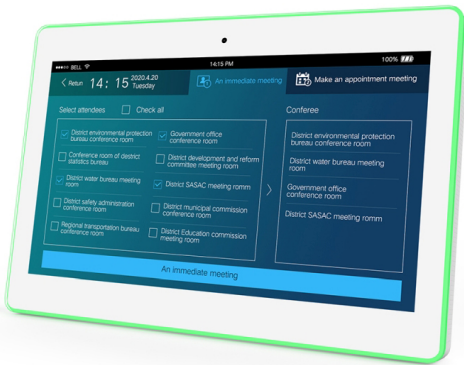 BELL
14:15 PM
100%
Retun
14 : 15
2020.4.20
Tuesday
An immediate meeting
Make an appointment meeting
Select attendees
Check all
Conferee
District environmental protection
bureau conference room
Government office
conference room
Conference room of destrict
statistics bureau
District development and reform
committee meeting room
District water bureau meeting
room
District SASAC meeting romm
District safety administration
conference room
District municipal commission
conference room
Regional transportation bureau
conference room
District Education commission
meeting room
District environmental protection
bureau conference room
District water bureau meeting
room
Government office
conference room
District SASAC meeting romm
An immediate meeting